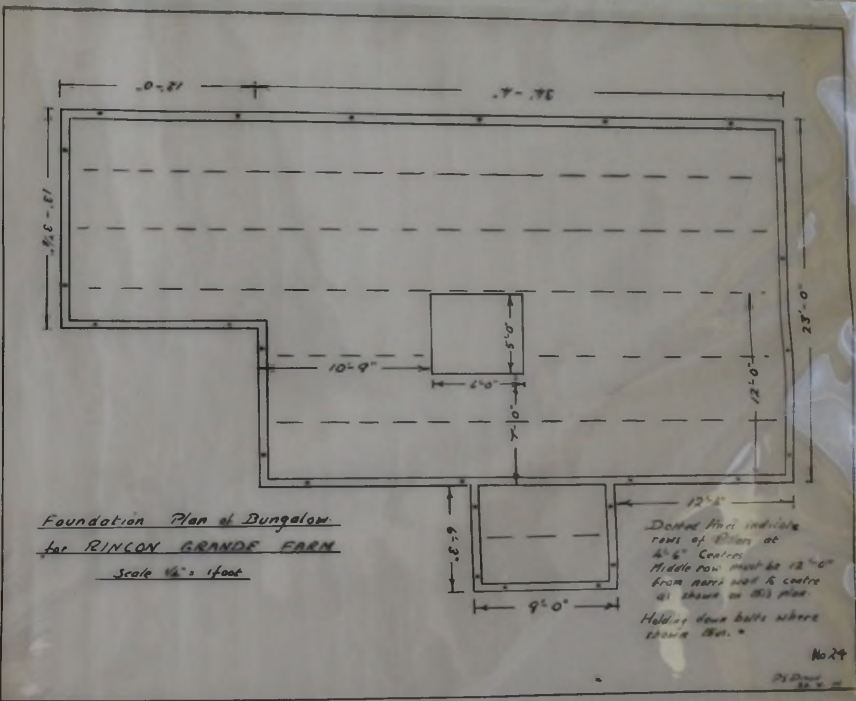 12'-0"
34'-4"
13'-3½"
23'-0"
5'-0"
10'-9"
6'-0"
12'-0"
7'-0"
12'-6"
6'-3"
9'-0"
Foundation Plan of Bungalow
for RINCON GRANDE FARM
Scale ¼" = 1 foot
Dotted lines indicate
rows of Pillars at
4'-6" Centres
Middle row must be 12'-0"
from north wall to centre
as shown on this plan.
Holding down bolts where
shown thus. •
No 24